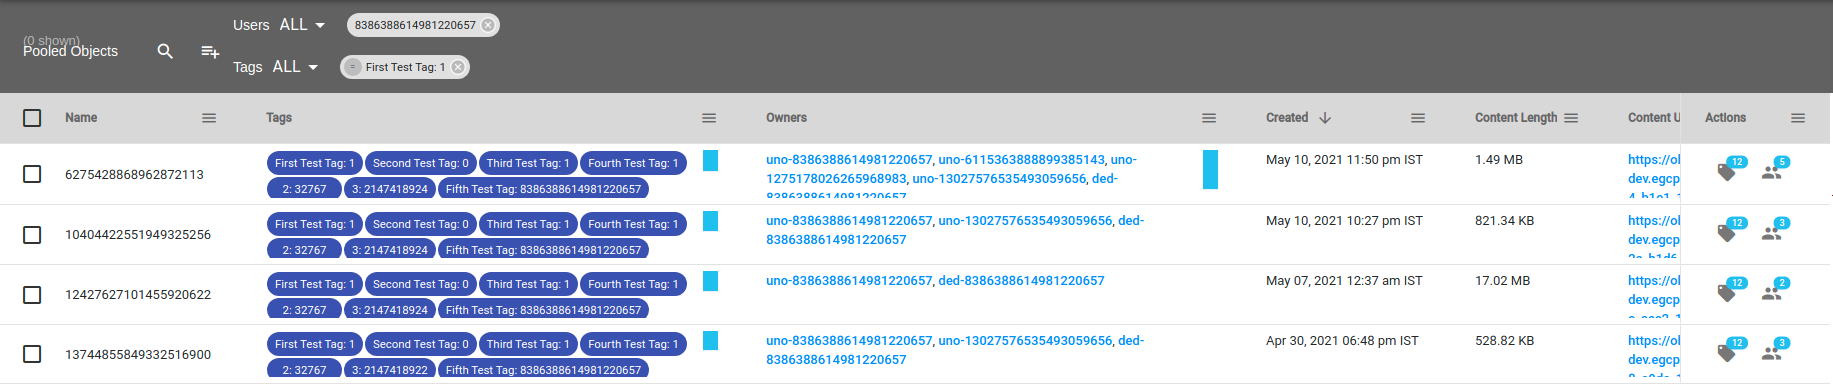 Users ALL 8386388614981220657
(0 shown)
Pooled Objects
Tags ALL = First Test Tag: 1
Name Tags Owners Created Content Length Content U Actions
6275428868962872113
First Test Tag: 1 Second Test Tag: 0 Third Test Tag: 1 Fourth Test Tag: 1
2: 32767 3: 2147418924 Fifth Test Tag: 8386388614981220657
uno-8386388614981220657, uno-6115363888899385143, uno-
1275178026265968983, uno-13027576535493059656, ded-
8386388614981220657
May 10, 2021 11:50 pm IST
1.49 MB
https://ol
dev.egcp
12
5
10404422551949325256
First Test Tag: 1 Second Test Tag: 0 Third Test Tag: 1 Fourth Test Tag: 1
2: 32767 3: 2147418924 Fifth Test Tag: 8386388614981220657
uno-8386388614981220657, uno-13027576535493059656, ded-
8386388614981220657
May 10, 2021 10:27 pm IST
821.34 KB
https://ol
dev.egcp
12
3
12427627101455920622
First Test Tag: 1 Second Test Tag: 0 Third Test Tag: 1 Fourth Test Tag: 1
2: 32767 3: 2147418924 Fifth Test Tag: 8386388614981220657
uno-8386388614981220657, ded-8386388614981220657
May 07, 2021 12:37 am IST
17.02 MB
https://ol
dev.egcp
12
2
13744855849332516900
First Test Tag: 1 Second Test Tag: 0 Third Test Tag: 1 Fourth Test Tag: 1
2: 32767 3: 2147418922 Fifth Test Tag: 8386388614981220657
uno-8386388614981220657, uno-13027576535493059656, ded-
8386388614981220657
Apr 30, 2021 06:48 pm IST
528.82 KB
https://ol
dev.egcp
12
3